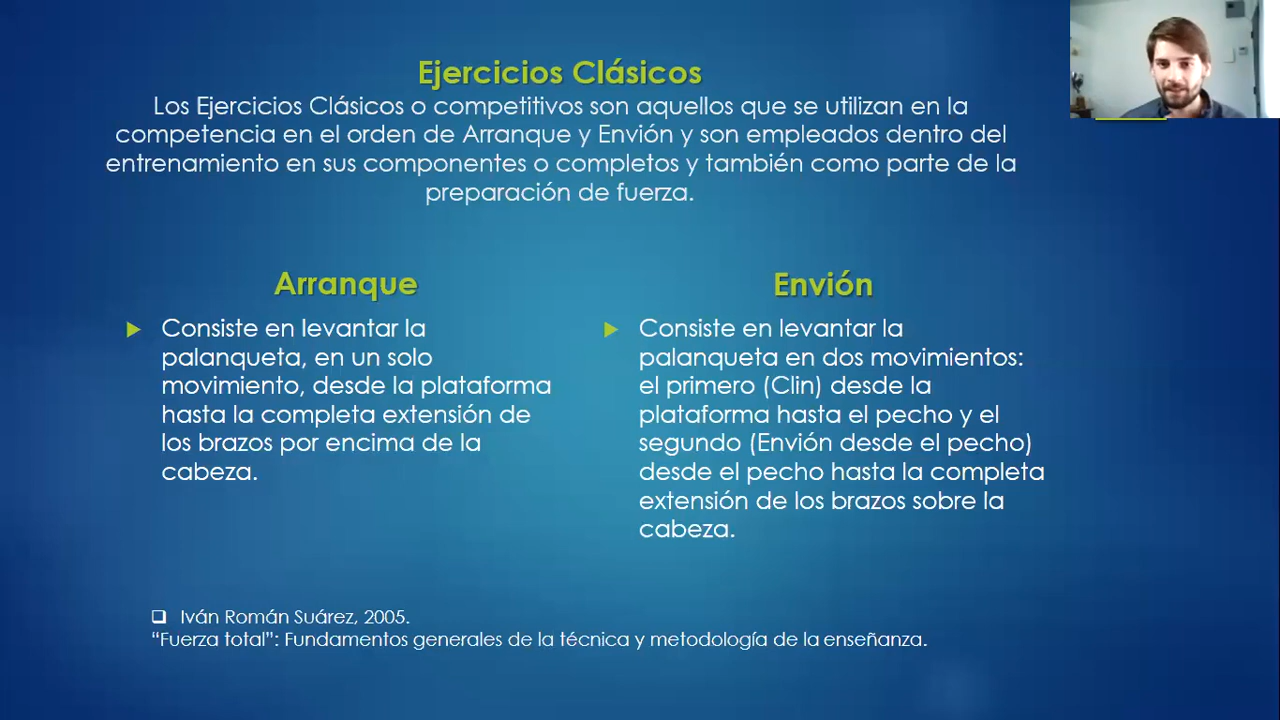 Ejercicios Clásicos
Los Ejercicios Clásicos o competitivos son aquellos que se utilizan en la
competencia en el orden de Arranque y Envión y son empleados dentro del
entrenamiento en sus componentes o completos y también como parte de la
preparación de fuerza.
Arranque
Consiste en levantar la
palanqueta, en un solo
movimiento, desde la plataforma
hasta la completa extensión de
los brazos por encima de la
cabeza.
Envión
Consiste en levantar la
palanqueta en dos movimientos:
el primero (Clin) desde la
plataforma hasta el pecho y el
segundo (Envión desde el pecho)
desde el pecho hasta la completa
extensión de los brazos sobre la
cabeza.
Iván Román Suárez, 2005.
“Fuerza total”: Fundamentos generales de la técnica y metodología de la enseñanza.